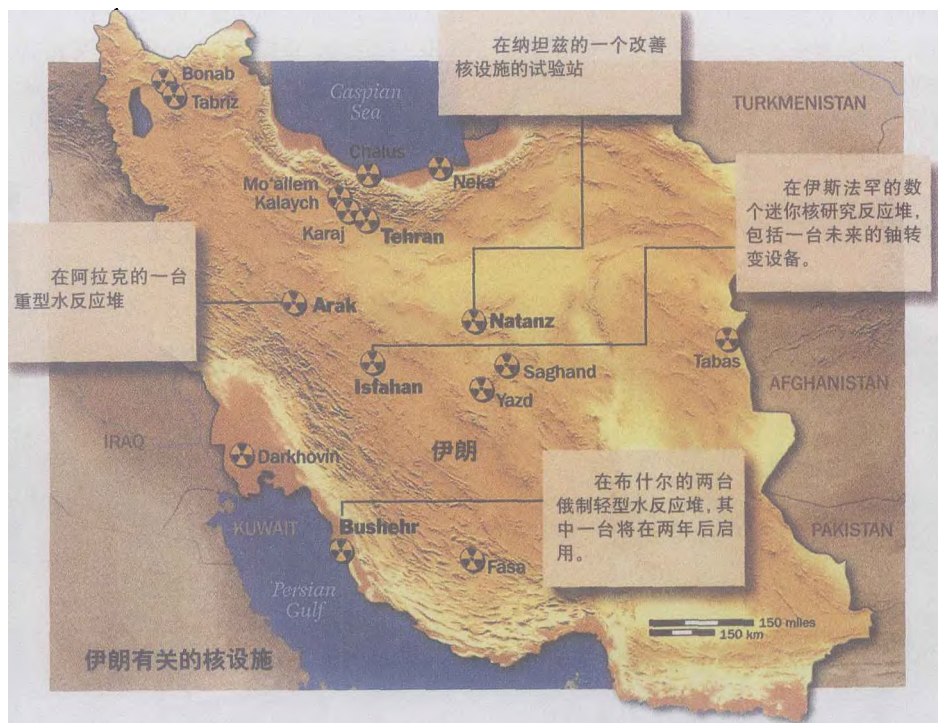 在纳坦兹的一个改善
核设施的试验站
Bonab
Tabriz
Caspian
Sea
TURKMENISTAN
Chalus
Neka
Mo'allem
Kalaych
Karaj
Tehran
在伊斯法罕的数
个迷你核研究反应堆，
包括一台未来的铀转
变设备。
在阿拉克的一台
重型水反应堆
Arak
Natanz
Tabas
Isfahan
Saghand
Yazd
AFGHANISTAN
IRAQ
伊朗
Darkhovin
在布什尔的两台
俄制轻型水反应堆，其
中一台将在两年后启
用。
KUWAIT
Bushehr
PAKISTAN
Fasa
Persian
Gulf
150 miles
150 km
伊朗有关的核设施